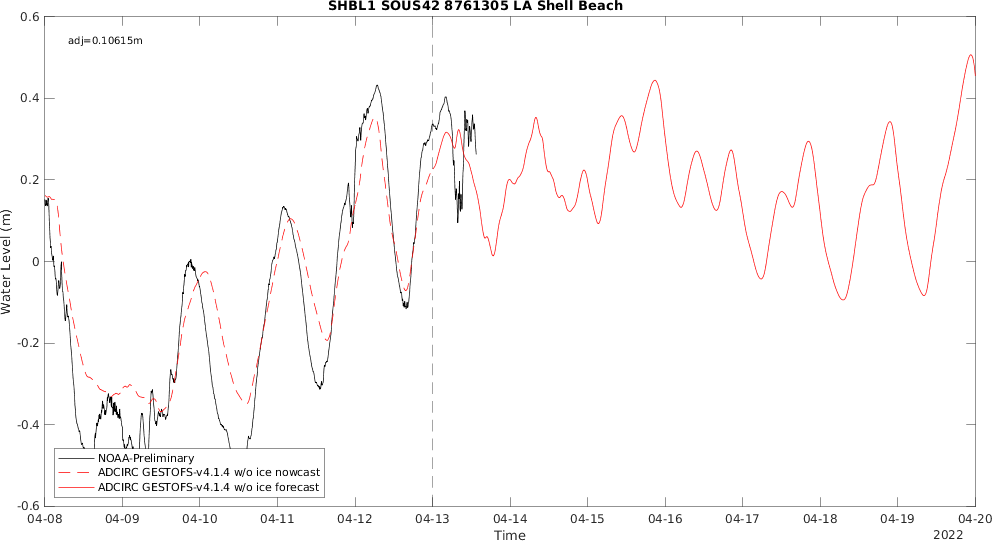 SHBL1 SOUS42 8761305 LA Shell Beach
adj=0.10615m
Water Level (m)
0.6
0.4
0.2
0
-0.2
-0.4
-0.6
NOAA-Preliminary
ADCIRC GESTOFS-v4.1.4 w/o ice nowcast
ADCIRC GESTOFS-v4.1.4 w/o ice forecast
04-08 04-09 04-10 04-11 04-12 04-13 04-14 04-15 04-16 04-17 04-18 04-19 04-20
Time
2022